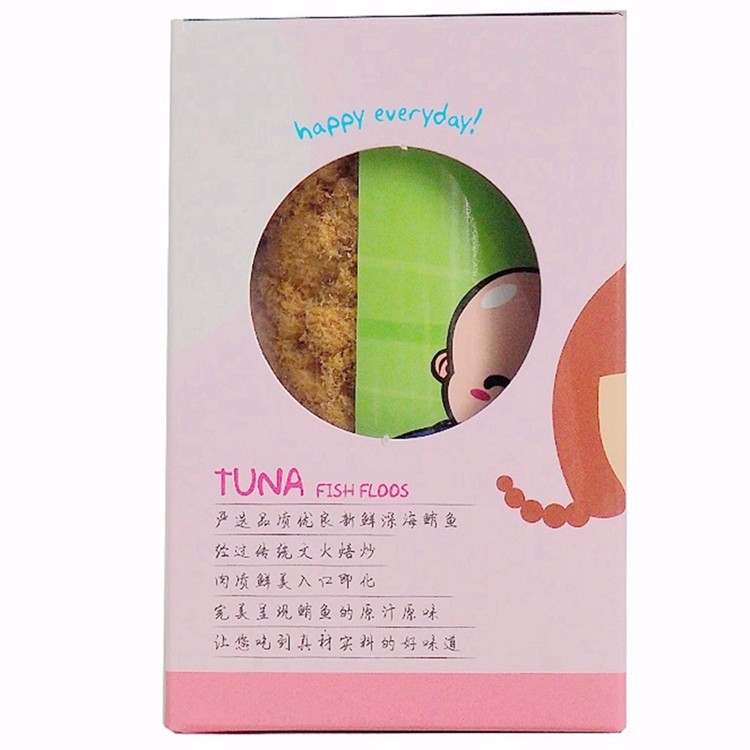 happy everyday!
TUNA FISH FLOOS
严选品质优良新鲜深海鲔鱼
经过传统文火焙炒
肉质鲜美入口即化
完美呈现鲔鱼的原汁原味
让您吃到真材实料的好味道